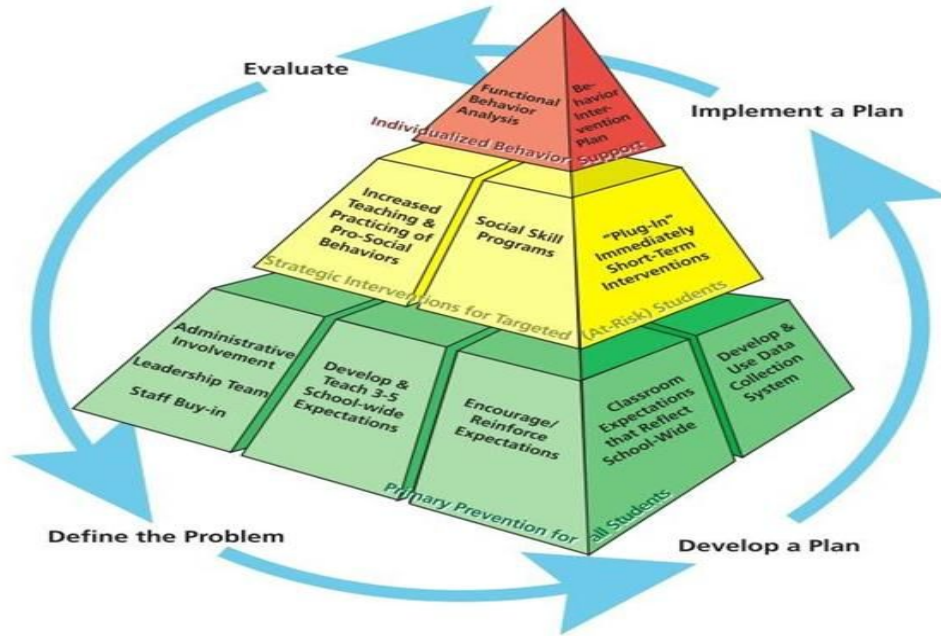 Evaluate
Implement a Plan
Functional
Behavior
Analysis
Be-
havior
Inter-
vention
Plan
Individualized Behavior Support
Increased
Teaching &
Practicing of
Pro-Social
Behaviors
Social Skill
Programs
"Plug-In"
Immediately
Short-Term
Interventions
Strategic Interventions for Targeted (At-Risk) Students
Administrative
Involvement
Leadership Team
Staff Buy-in
Develop &
Teach 3-5
School-wide
Expectations
Encourage/
Reinforce
Expectations
Classroom
Expectations
that Reflect
School-Wide
Develop &
Use Data
Collection
System
Primary Prevention for all Students
Define the Problem
Develop a Plan